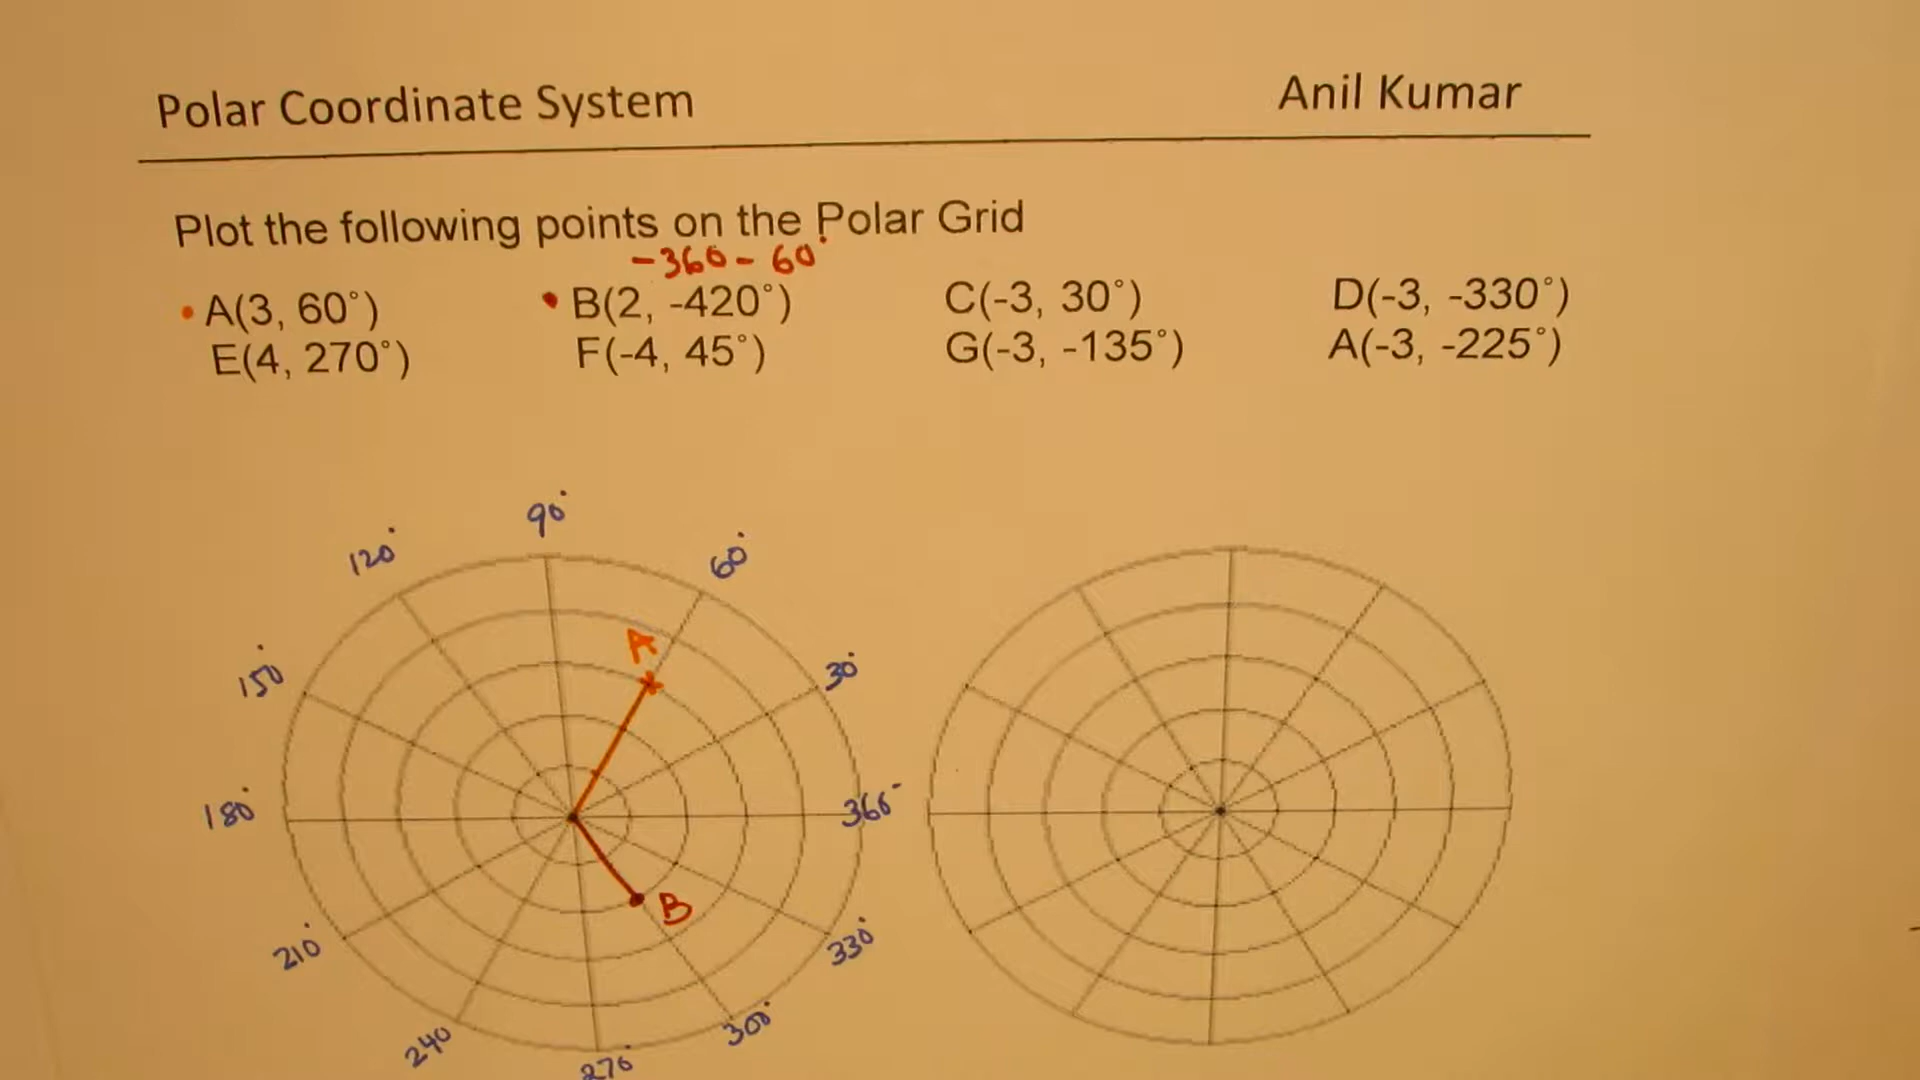 Polar Coordinate System Anil Kumar
Plot the following points on the Polar Grid
-360 - 60°
• A(3, 60°) • B(2, -420°) C(-3, 30°) D(-3, -330°)
E(4, 270°) F(-4, 45°) G(-3, -135°) A(-3, -225°)
90°
120° 60°
A
150° 30°
180° 360°
B
210° 330°
240 300°
270°